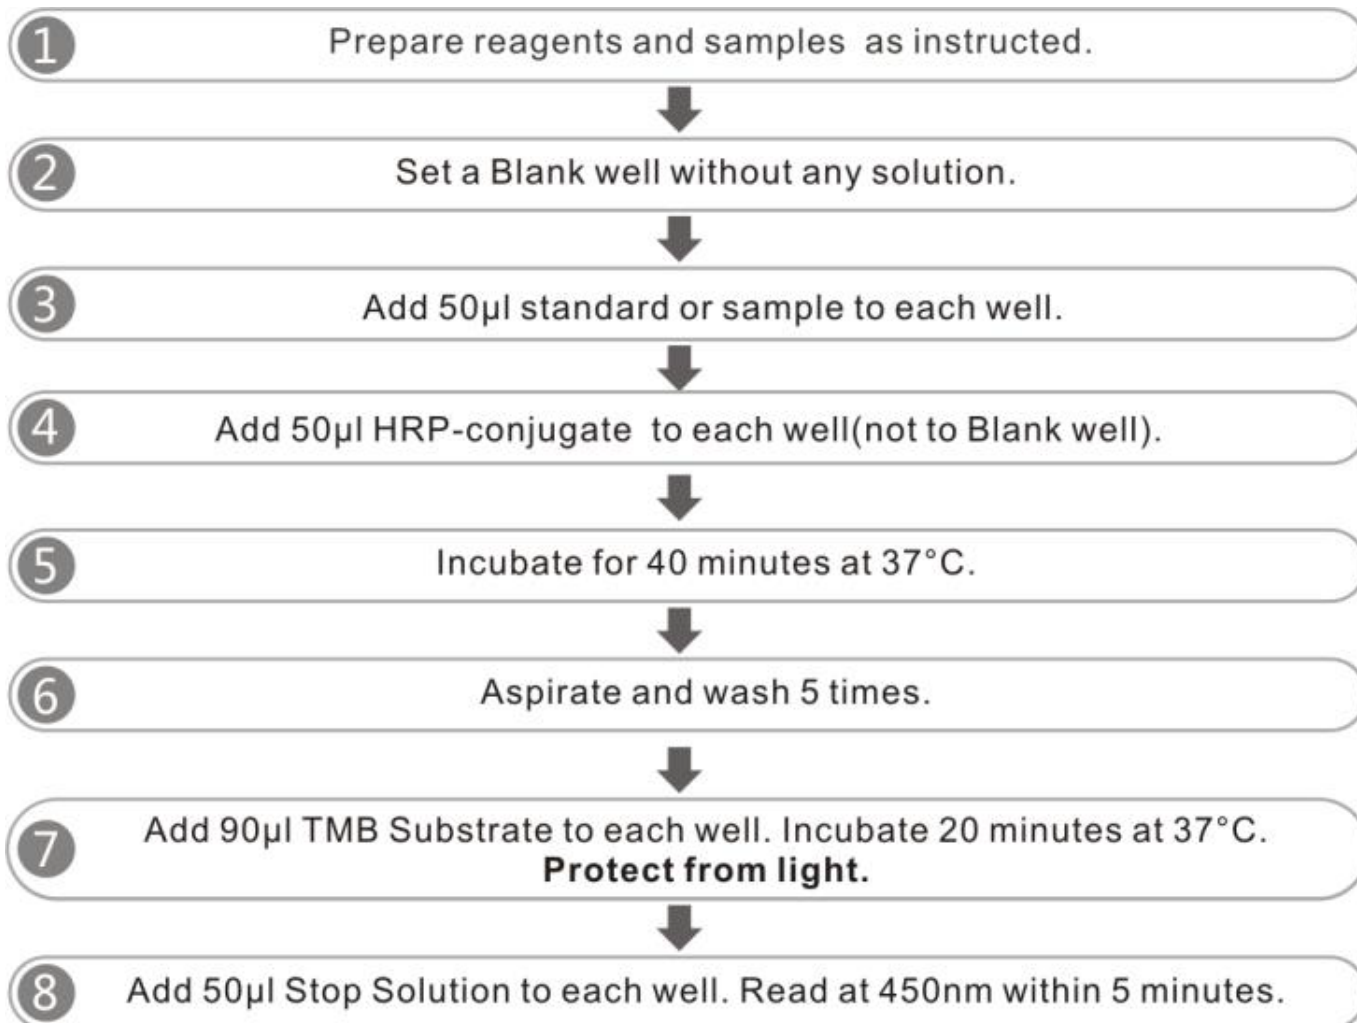 1 Prepare reagents and samples as instructed.
2 Set a Blank well without any solution.
3 Add 50µl standard or sample to each well.
4 Add 50µl HRP-conjugate to each well(not to Blank well).
5 Incubate for 40 minutes at 37°C.
6 Aspirate and wash 5 times.
7 Add 90µl TMB Substrate to each well. Incubate 20 minutes at 37°C.
Protect from light.
8 Add 50µl Stop Solution to each well. Read at 450nm within 5 minutes.